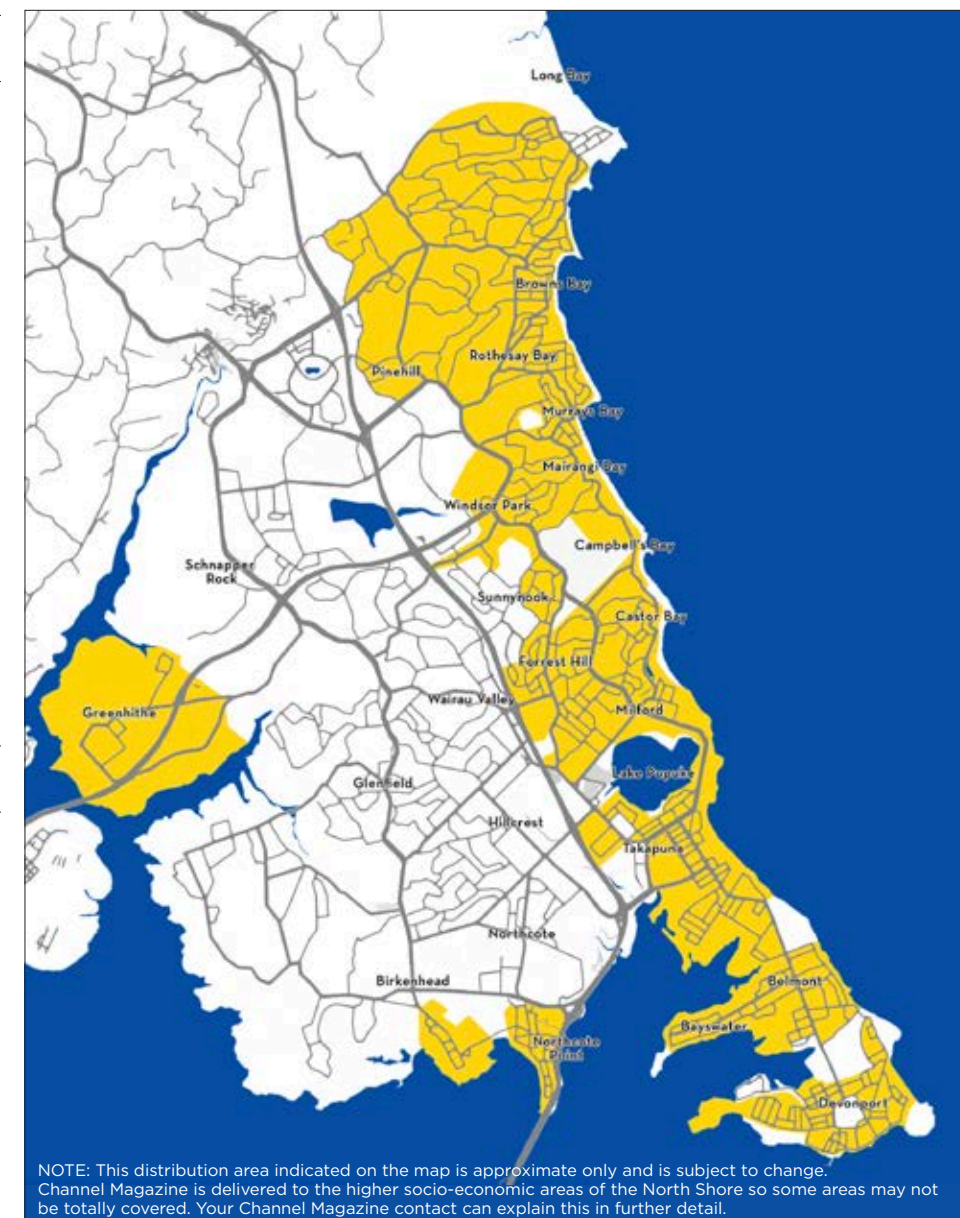 Long Bay
Browns Bay
Rothesay Bay
Pinehill
Murrays Bay
Mairangi Bay
Windsor Park
Campbell's Bay
Schnapper
Rock
Sunnynook
Castor Bay
Forrest Hill
Greenhithe
Wairau Valley
Milford
Lake Pupuke
Glenfield
Hillcrest
Takapuna
Northcote
Birkenhead
Belmont
Bayswater
Northcote
Point
Devonport
NOTE: This distribution area indicated on the map is approximate only and is subject to change.
Channel Magazine is delivered to the higher socio-economic areas of the North Shore so some areas may not
be totally covered. Your Channel Magazine contact can explain this in further detail.